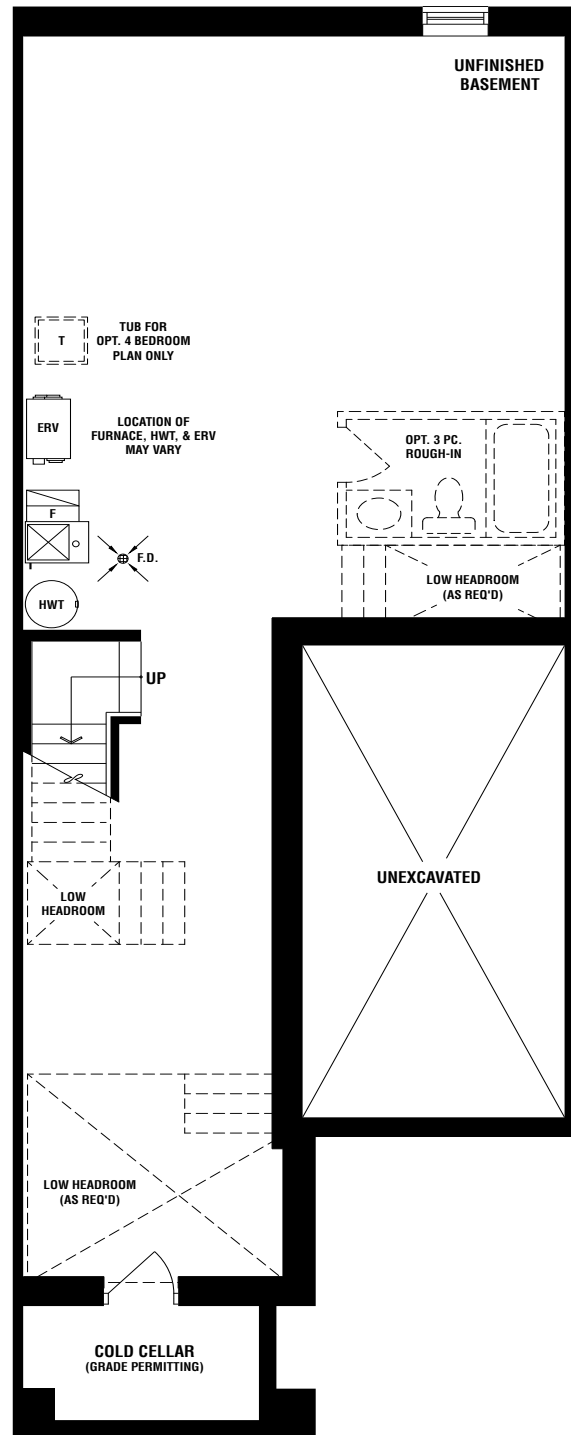 UNFINISHED
BASEMENT
T
TUB FOR
OPT. 4 BEDROOM
PLAN ONLY
ERV
LOCATION OF
FURNACE, HWT, & ERV
MAY VARY
OPT. 3 PC.
ROUGH-IN
F
F.D.
LOW HEADROOM
(AS REQ'D)
HWT
UP
UNEXCAVATED
LOW
HEADROOM
LOW HEADROOM
(AS REQ'D)
COLD CELLAR
(GRADE PERMITTING)